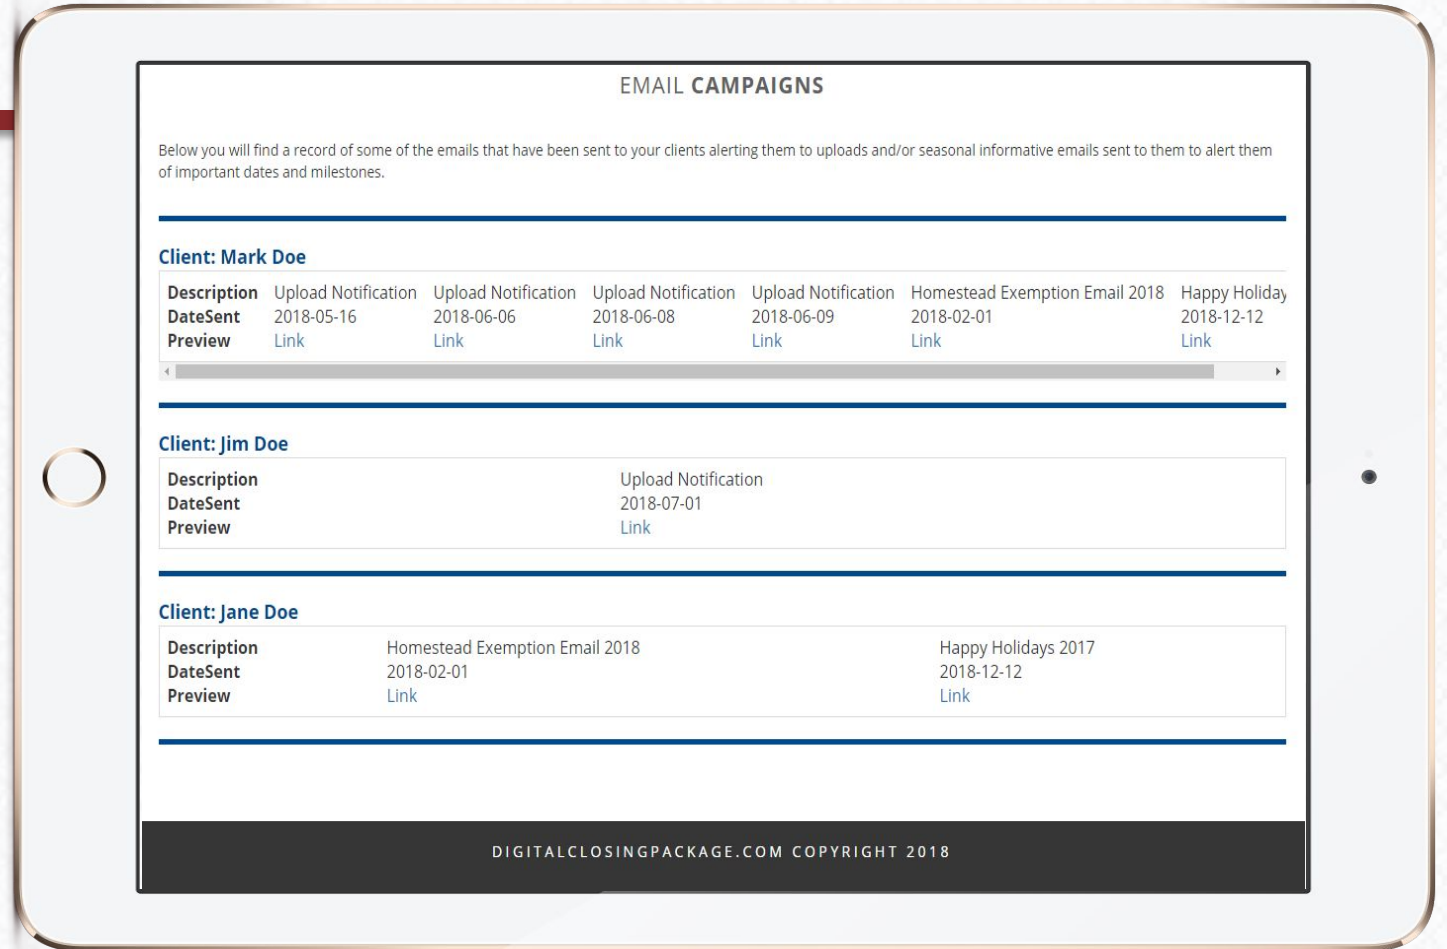 EMAIL CAMPAIGNS
Below you will find a record of some of the emails that have been sent to your clients alerting them to uploads and/or seasonal informative emails sent to them to alert them
of important dates and milestones.
Client: Mark Doe
Description Upload Notification Upload Notification Upload Notification Upload Notification Homestead Exemption Email 2018 Happy Holiday
DateSent 2018-05-16 2018-06-06 2018-06-08 2018-06-09 2018-02-01 2018-12-12
Preview Link Link Link Link Link Link
Client: Jim Doe
Description Upload Notification
DateSent 2018-07-01
Preview Link
Client: Jane Doe
Description Homestead Exemption Email 2018 Happy Holidays 2017
DateSent 2018-02-01 2018-12-12
Preview Link Link
DIGITALCLOSINGPACKAGE.COM COPYRIGHT 2018